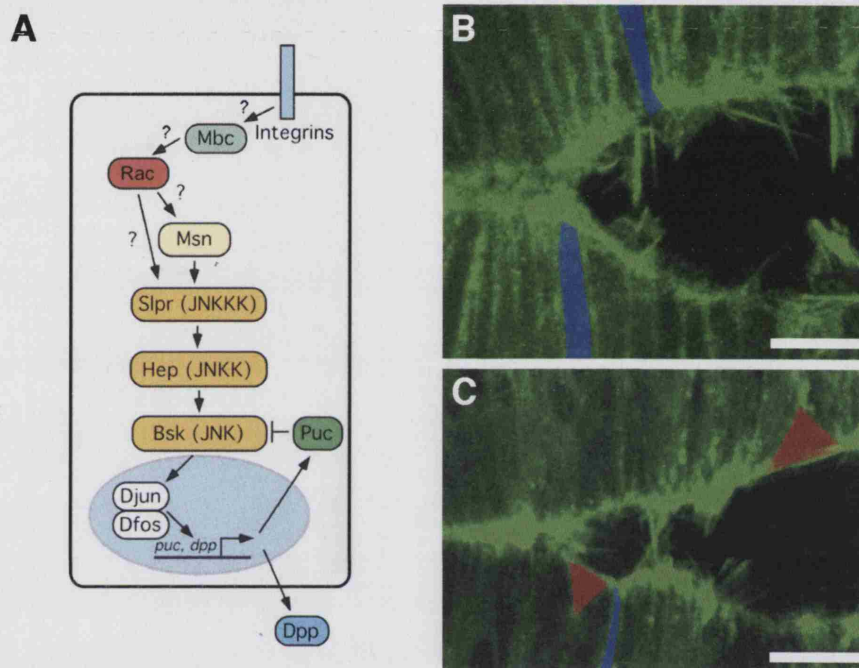 A
?
Integrins
Mbc
?
Rac
?
?
Msn
Slpr (JNKKK)
Hep (JNKK)
Bsk (JNK)
Puc
Djun
Dfos
puc, dpp
Dpp
B
C